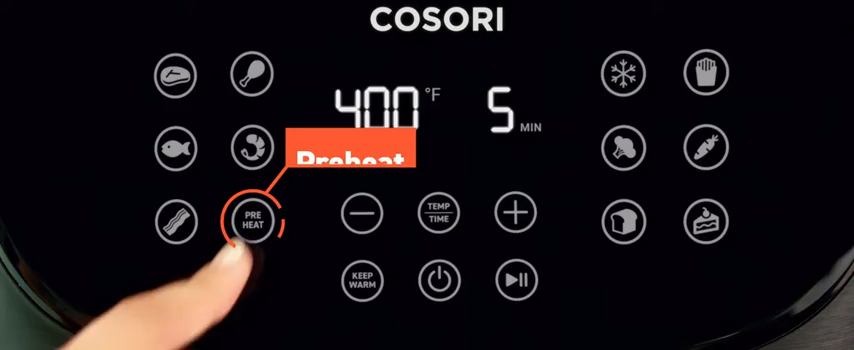 COSORI
400 °F 5 MIN
Preheat
PRE
HEAT
TEMP
TIME
KEEP
WARM